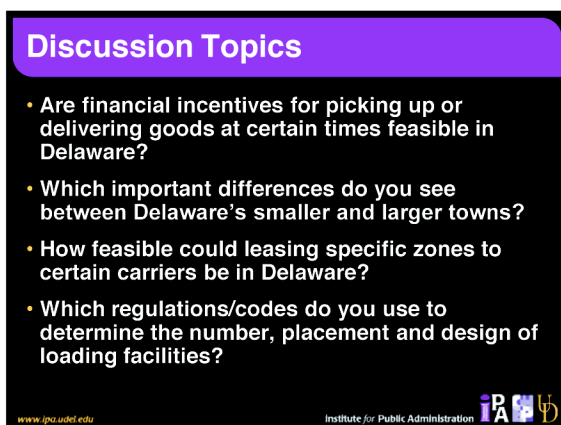 Discussion Topics
• Are financial incentives for picking up or
delivering goods at certain times feasible in
Delaware?
• Which important differences do you see
between Delaware's smaller and larger towns?
• How feasible could leasing specific zones to
certain carriers be in Delaware?
• Which regulations/codes do you use to
determine the number, placement and design of
loading facilities?
www.ipa.udel.edu
Institute for Public Administration
IPA
UD